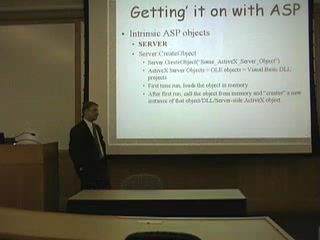 Getting' it on with ASP
• Intrinsic ASP objects
• SERVER
• Server CreateObject
• Server CreateObject("Some_ActiveX_Server_Object")
• ActiveX Server Objects = OLE objects = Visual Basic DLL
projects
• First time run, loads the object in memory
• After first run, call the object from memory and "creates" a new
instance of that object/DLL/Server-side ActiveX object